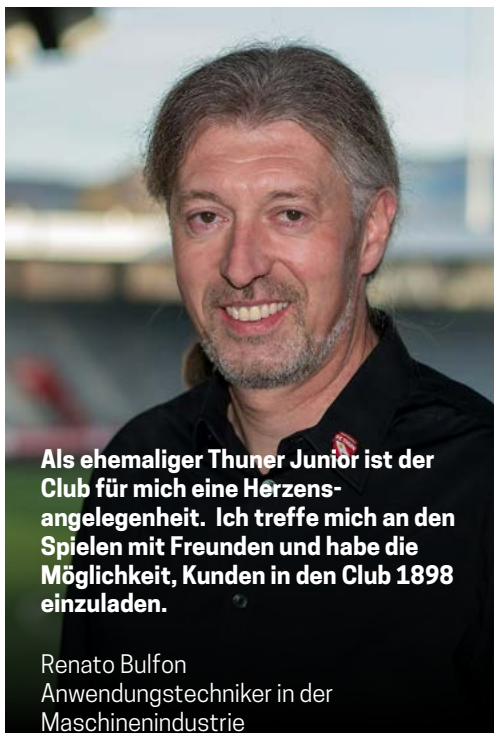 Als ehemaliger Thuner Junior ist der
Club für mich eine Herzens-
angelegenheit.  Ich treffe mich an den
Spielen mit Freunden und habe die
Möglichkeit, Kunden in den Club 1898
einzuladen.
Renato Bulfon
Anwendungstechniker in der
Maschinenindustrie